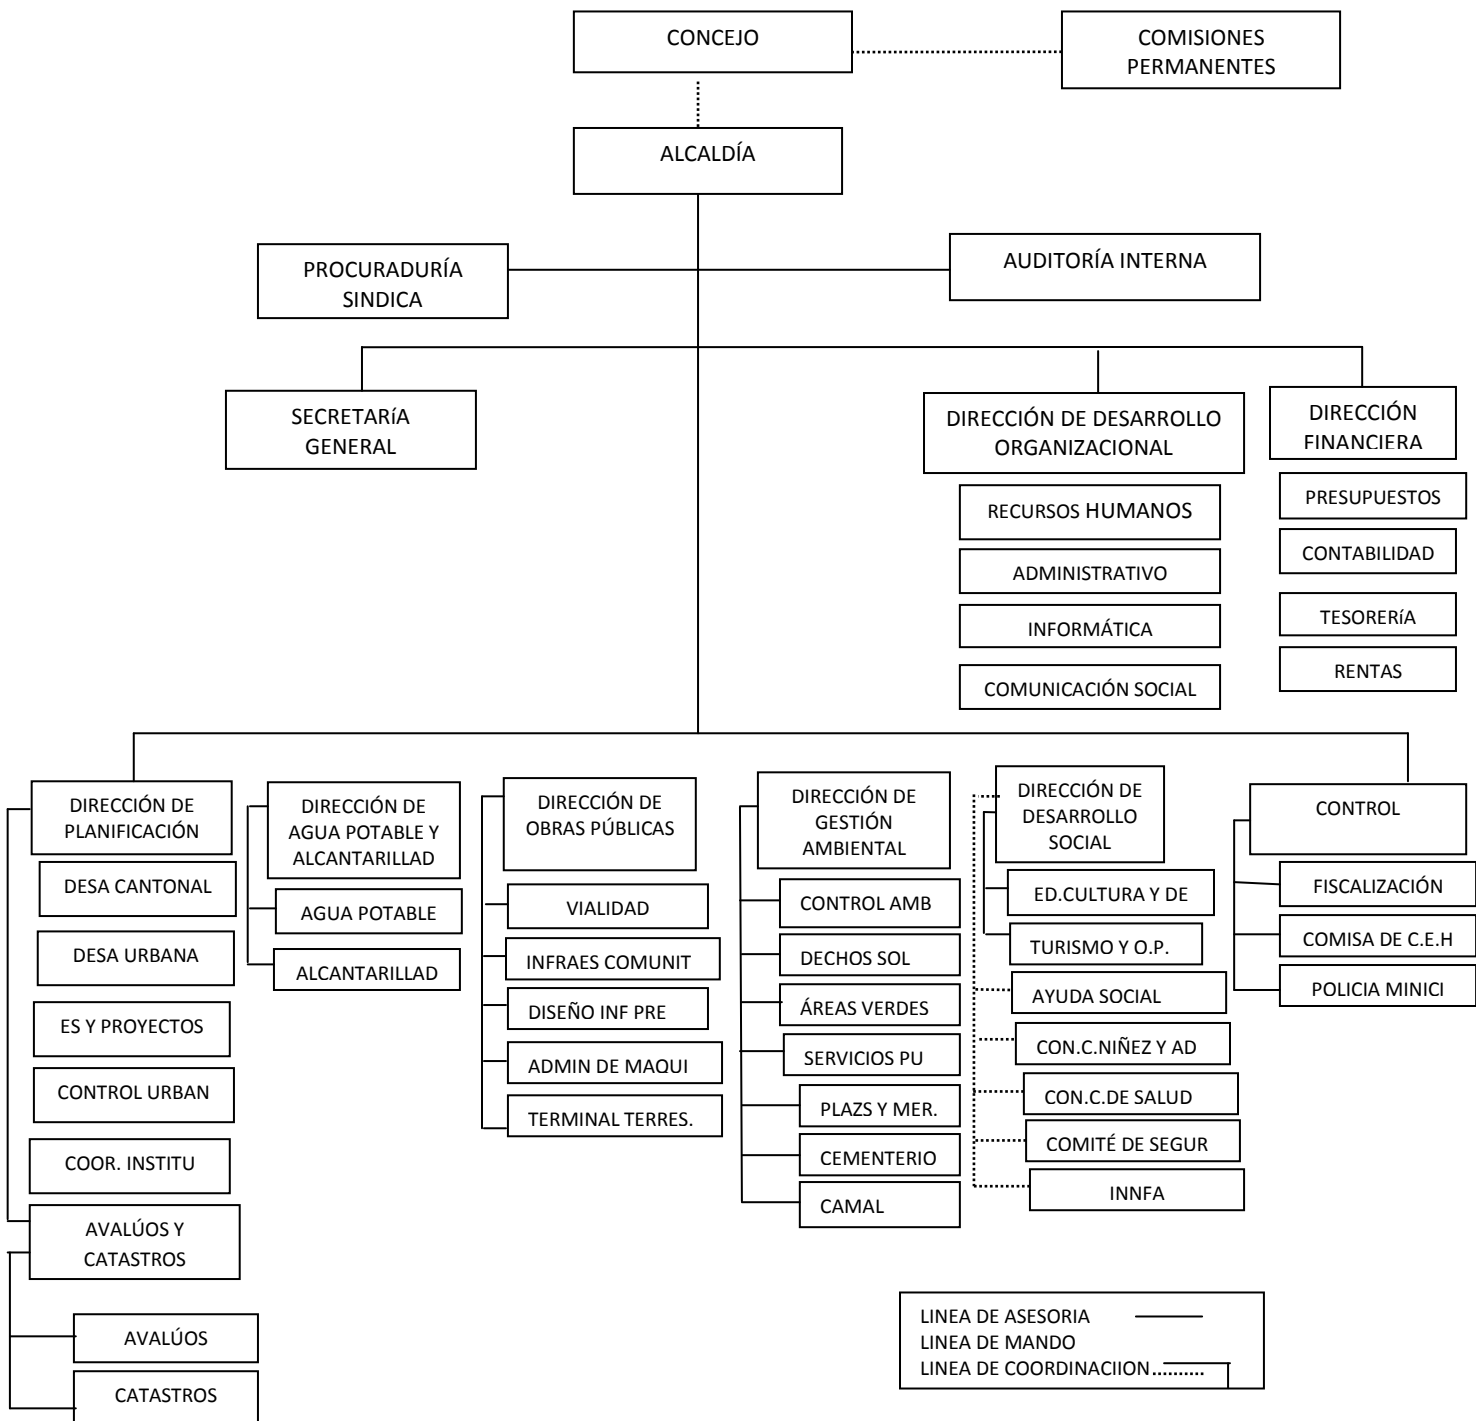 CONCEJO
COMISIONES
PERMANENTES
ALCALDÍA
PROCURADURÍA
SINDICA
AUDITORÍA INTERNA
SECRETARíA
GENERAL
DIRECCIÓN DE DESARROLLO
ORGANIZACIONAL
RECURSOS HUMANOS
ADMINISTRATIVO
INFORMÁTICA
COMUNICACIÓN SOCIAL
DIRECCIÓN
FINANCIERA
PRESUPUESTOS
CONTABILIDAD
TESORERíA
RENTAS
DIRECCIÓN DE
PLANIFICACIÓN
DESA CANTONAL
DESA URBANA
ES Y PROYECTOS
CONTROL URBAN
COOR. INSTITU
AVALÚOS Y
CATASTROS
AVALÚOS
CATASTROS
DIRECCIÓN DE
AGUA POTABLE Y
ALCANTARILLAD
AGUA POTABLE
ALCANTARILLAD
DIRECCIÓN DE
OBRAS PÚBLICAS
VIALIDAD
INFRAES COMUNIT
DISEÑO INF PRE
ADMIN DE MAQUI
TERMINAL TERRES.
DIRECCIÓN DE
GESTIÓN
AMBIENTAL
CONTROL AMB
DECHOS SOL
ÁREAS VERDES
SERVICIOS PU
PLAZS Y MER.
CEMENTERIO
CAMAL
DIRECCIÓN DE
DESARROLLO
SOCIAL
ED.CULTURA Y DE
TURISMO Y O.P.
AYUDA SOCIAL
CON.C.NIÑEZ Y AD
CON.C.DE SALUD
COMITÉ DE SEGUR
INNFA
CONTROL
FISCALIZACIÓN
COMISA DE C.E.H
POLICIA MINICI
LINEA DE ASESORIA
LINEA DE MANDO
LINEA DE COORDINACIION